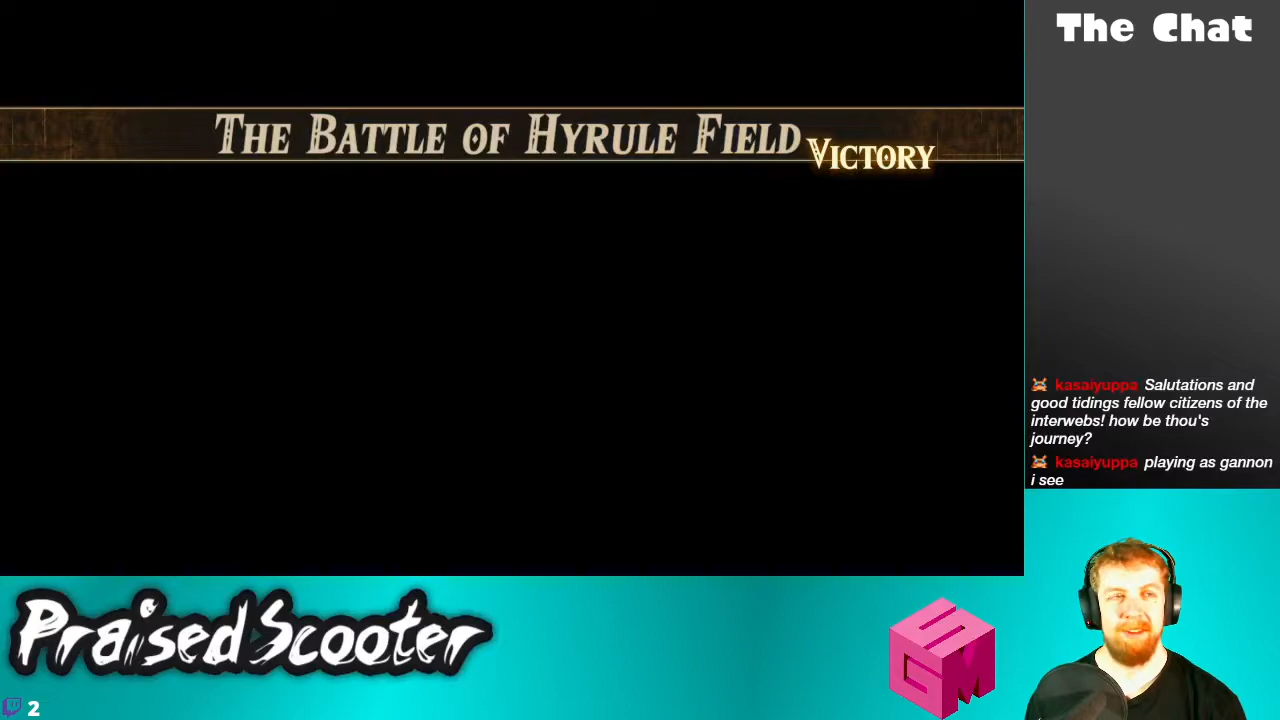 The Chat
The Battle of Hyrule Field
Victory
kasaiyuppa Salutations and
good tidings fellow citizens of the
interwebs! how be thou's
journey?
kasaiyuppa playing as gannon
i see
PraisedScooter
SGM
2